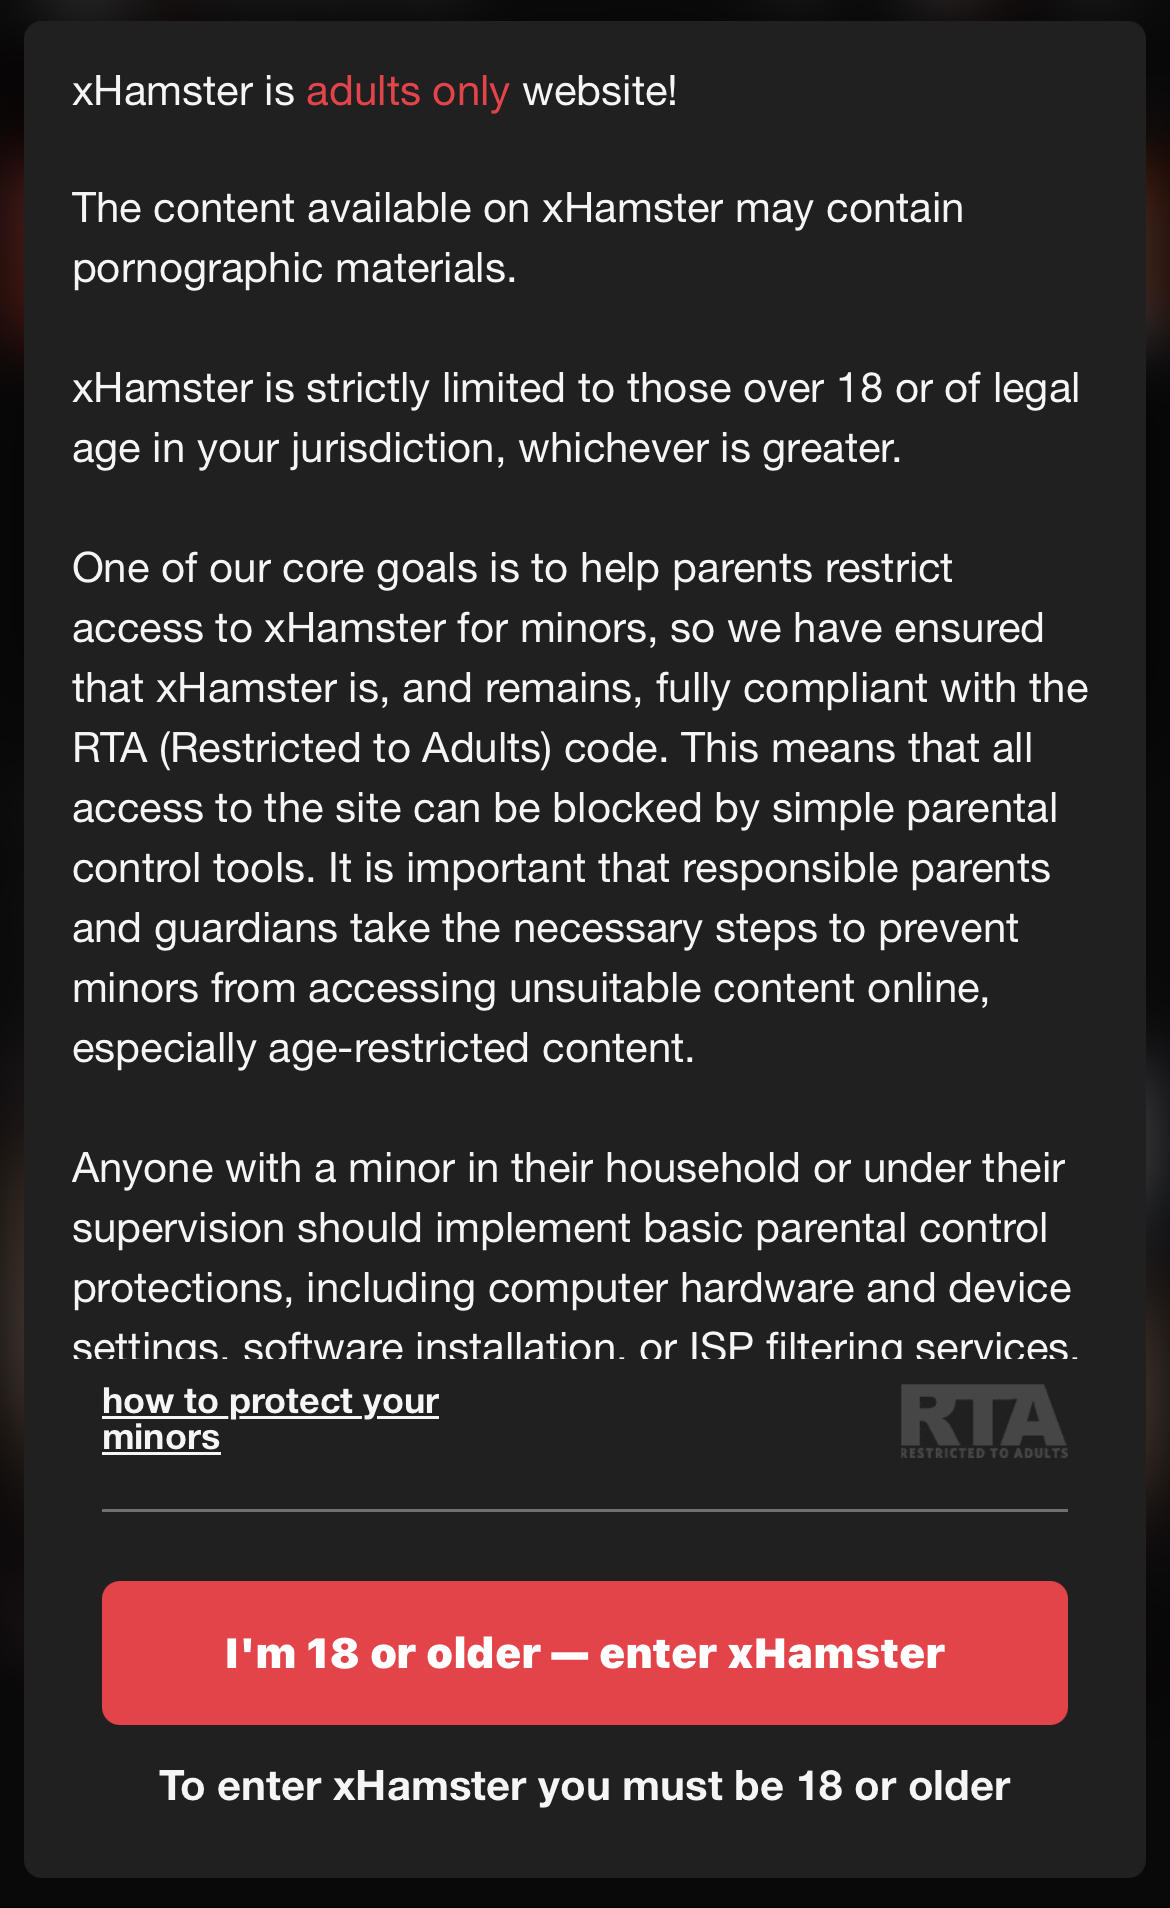 xHamster is adults only website!
The content available on xHamster may contain
pornographic materials.
xHamster is strictly limited to those over 18 or of legal
age in your jurisdiction, whichever is greater.
One of our core goals is to help parents restrict
access to xHamster for minors, so we have ensured
that xHamster is, and remains, fully compliant with the
RTA (Restricted to Adults) code. This means that all
access to the site can be blocked by simple parental
control tools. It is important that responsible parents
and guardians take the necessary steps to prevent
minors from accessing unsuitable content online,
especially age-restricted content.
Anyone with a minor in their household or under their
supervision should implement basic parental control
protections, including computer hardware and device
settings, software installation, or ISP filtering services,
how to protect your
minors
RTA
RESTRICTED TO ADULTS
I'm 18 or older — enter xHamster
To enter xHamster you must be 18 or older